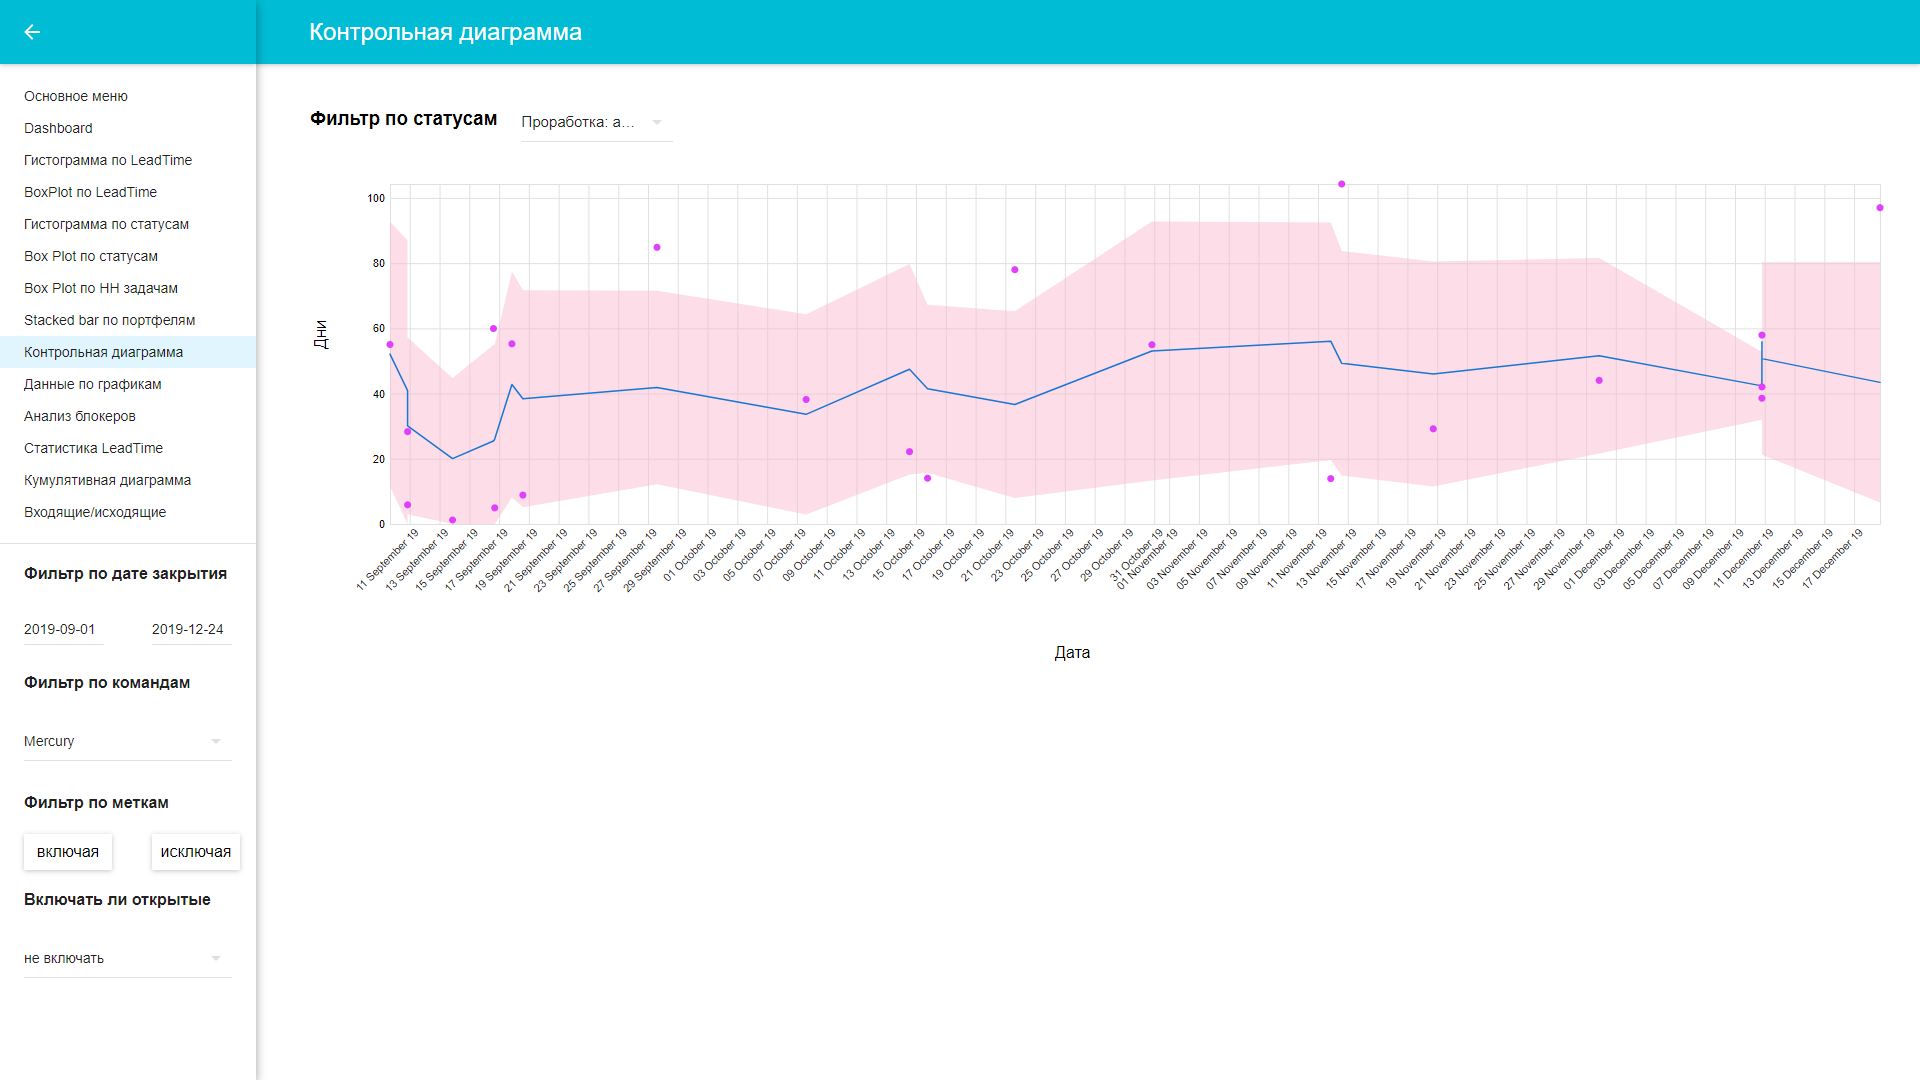 Контрольная диаграмма
Основное меню
Dashboard
Гистограмма по LeadTime
BoxPlot по LeadTime
Гистограмма по статусам
Box Plot по статусам
Box Plot по НН задачам
Stacked bar по портфелям
Контрольная диаграмма
Данные по графикам
Анализ блокеров
Статистика LeadTime
Кумулятивная диаграмма
Входящие/исходящие
Фильтр по дате закрытия
2019-09-01 2019-12-24
Фильтр по командам
Mercury
Фильтр по меткам
включая исключая
Включать ли открытые
не включать
Фильтр по статусам Проработка: а...
Дни
100
80
60
40
20
0
11 September 19
13 September 19
15 September 19
17 September 19
19 September 19
21 September 19
23 September 19
25 September 19
27 September 19
29 September 19
01 October 19
03 October 19
05 October 19
07 October 19
09 October 19
11 October 19
13 October 19
15 October 19
17 October 19
19 October 19
21 October 19
23 October 19
25 October 19
27 October 19
29 October 19
31 October 19
01 November 19
03 November 19
05 November 19
07 November 19
09 November 19
11 November 19
13 November 19
15 November 19
17 November 19
19 November 19
21 November 19
23 November 19
25 November 19
27 November 19
29 November 19
01 December 19
03 December 19
05 December 19
07 December 19
09 December 19
11 December 19
13 December 19
15 December 19
17 December 19
Дата